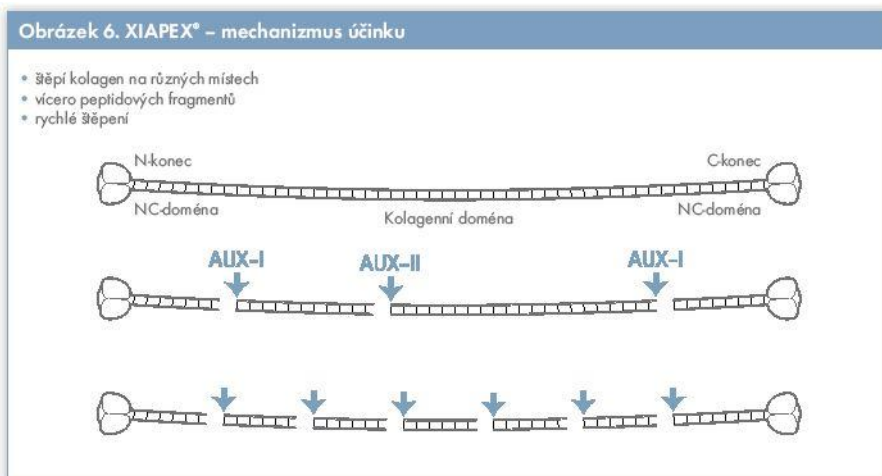 Obrázek 6. XIAPEX® – mechanizmus účinku
• štěpí kolagen na různých místech
• vícero peptidových fragmentů
• rychlé štěpení
N-konec C-konec
NC-doména Kolagenní doména NC-doména
AUX–I AUX–II AUX–I